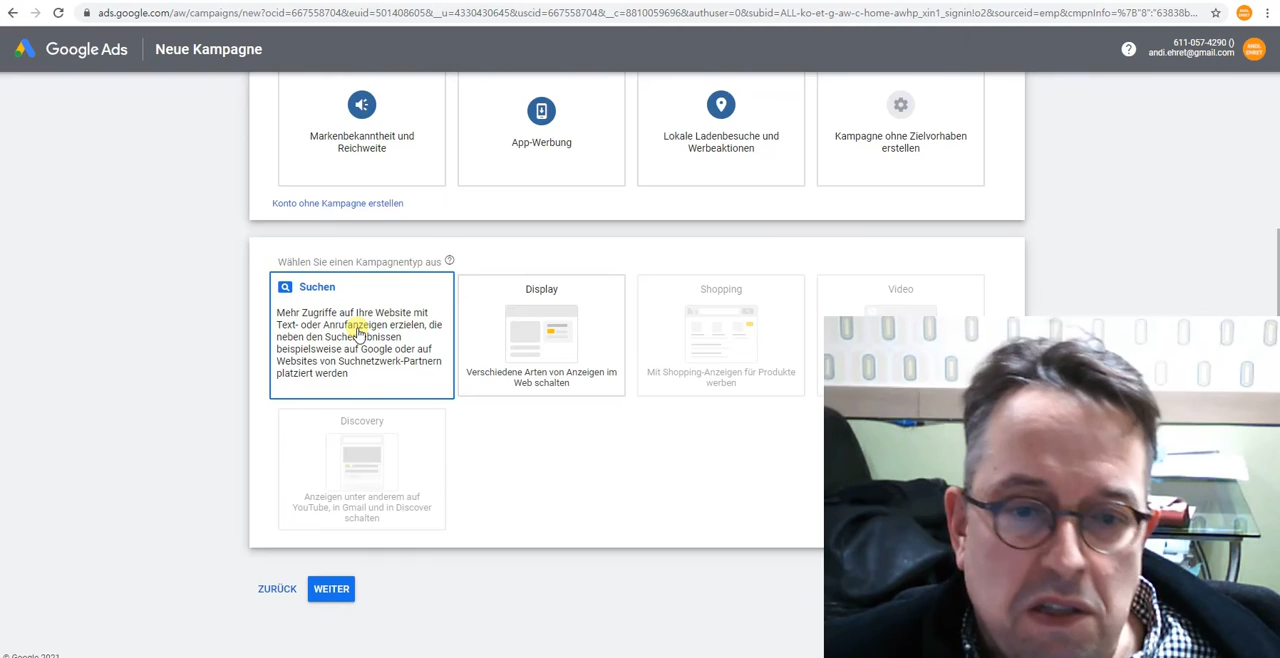 ads.google.com/aw/campaigns/new?ocid=667558704&euid=501408605&__u=4330430645&uscid=667558704&__c=8810059696&authuser=0&subid=ALL-ko-et-g-aw-c-home-awhp_xin1_signin!o2&sourceid=emp&cmpnInfo=%7B"8":"63838b...
Google Ads
Neue Kampagne
611-057-4290 ()
andi.ehret@gmail.com
ANDI EHRET
Markenbekanntheit und
Reichweite
App-Werbung
Lokale Ladenbesuche und
Werbeaktionen
Kampagne ohne Zielvorhaben
erstellen
Konto ohne Kampagne erstellen
Wählen Sie einen Kampagnentyp aus
Suchen
Mehr Zugriffe auf Ihre Website mit
Text- oder Anrufanzeigen erzielen, die
neben den Suchergebnissen
beispielsweise auf Google oder auf
Websites von Suchnetzwerk-Partnern
platziert werden
Display
Verschiedene Arten von Anzeigen im
Web schalten
Shopping
Mit Shopping-Anzeigen für Produkte
werben
Video
Discovery
Anzeigen unter anderem auf
YouTube, in Gmail und in Discover
schalten
ZURÜCK
WEITER
© Google 2021